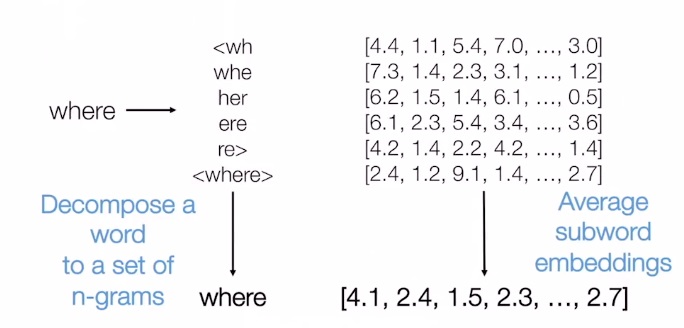 <wh [4.4, 1.1, 5.4, 7.0, ..., 3.0]
whe [7.3, 1.4, 2.3, 3.1, ..., 1.2]
her [6.2, 1.5, 1.4, 6.1, ..., 0.5]
where
ere [6.1, 2.3, 5.4, 3.4, ..., 3.6]
re> [4.2, 1.4, 2.2, 4.2, ..., 1.4]
<where> [2.4, 1.2, 9.1, 1.4, ..., 2.7]
Decompose a
word
to a set of
n-grams
Average
subword
embeddings
where [4.1, 2.4, 1.5, 2.3, ..., 2.7]